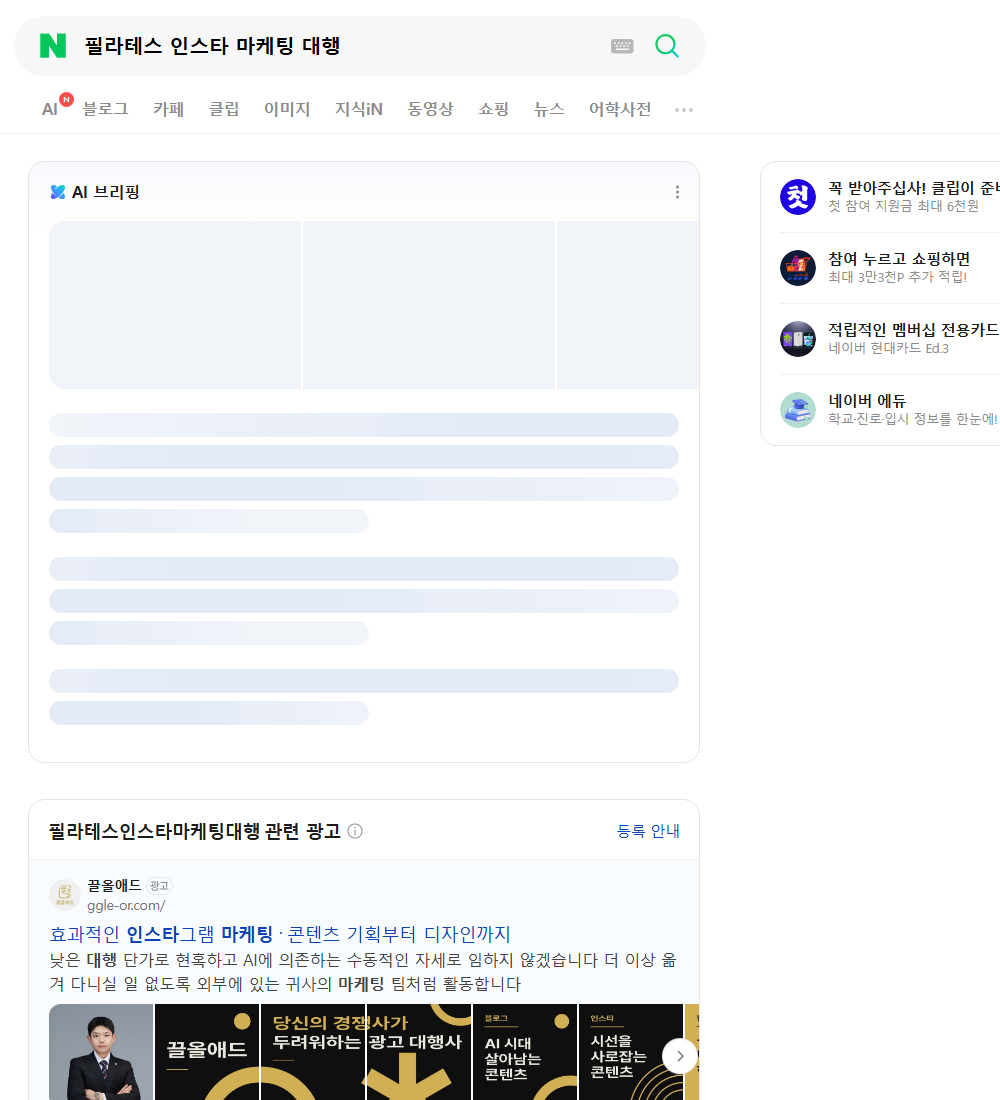 필라테스 인스타 마케팅 대행
AI N 블로그 카페 클립 이미지 지식iN 동영상 쇼핑 뉴스 어학사전
AI 브리핑
꼭 받아주십사! 클립이 준비
첫 참여 지원금 최대 6천원
첫
참여 누르고 쇼핑하면
최대 3만3천P 추가 적립!
적립적인 멤버십 전용카드
네이버 현대카드 Ed.3
네이버 에듀
학교·진로·입시 정보를 한눈에!
필라테스인스타마케팅대행 관련 광고
등록 안내
끌올애드 광고
ggle-or.com/
효과적인 인스타그램 마케팅 · 콘텐츠 기획부터 디자인까지
낮은 대행 단가로 현혹하고 AI에 의존하는 수동적인 자세로 임하지 않겠습니다 더 이상 옮
겨 다니실 일 없도록 외부에 있는 귀사의 마케팅 팀처럼 활동합니다
끌올애드
당신의 경쟁사가
두려워하는 광고 대행사
블로그
AI 시대
살아남는
콘텐츠
인스타
시선을
사로잡는
콘텐츠